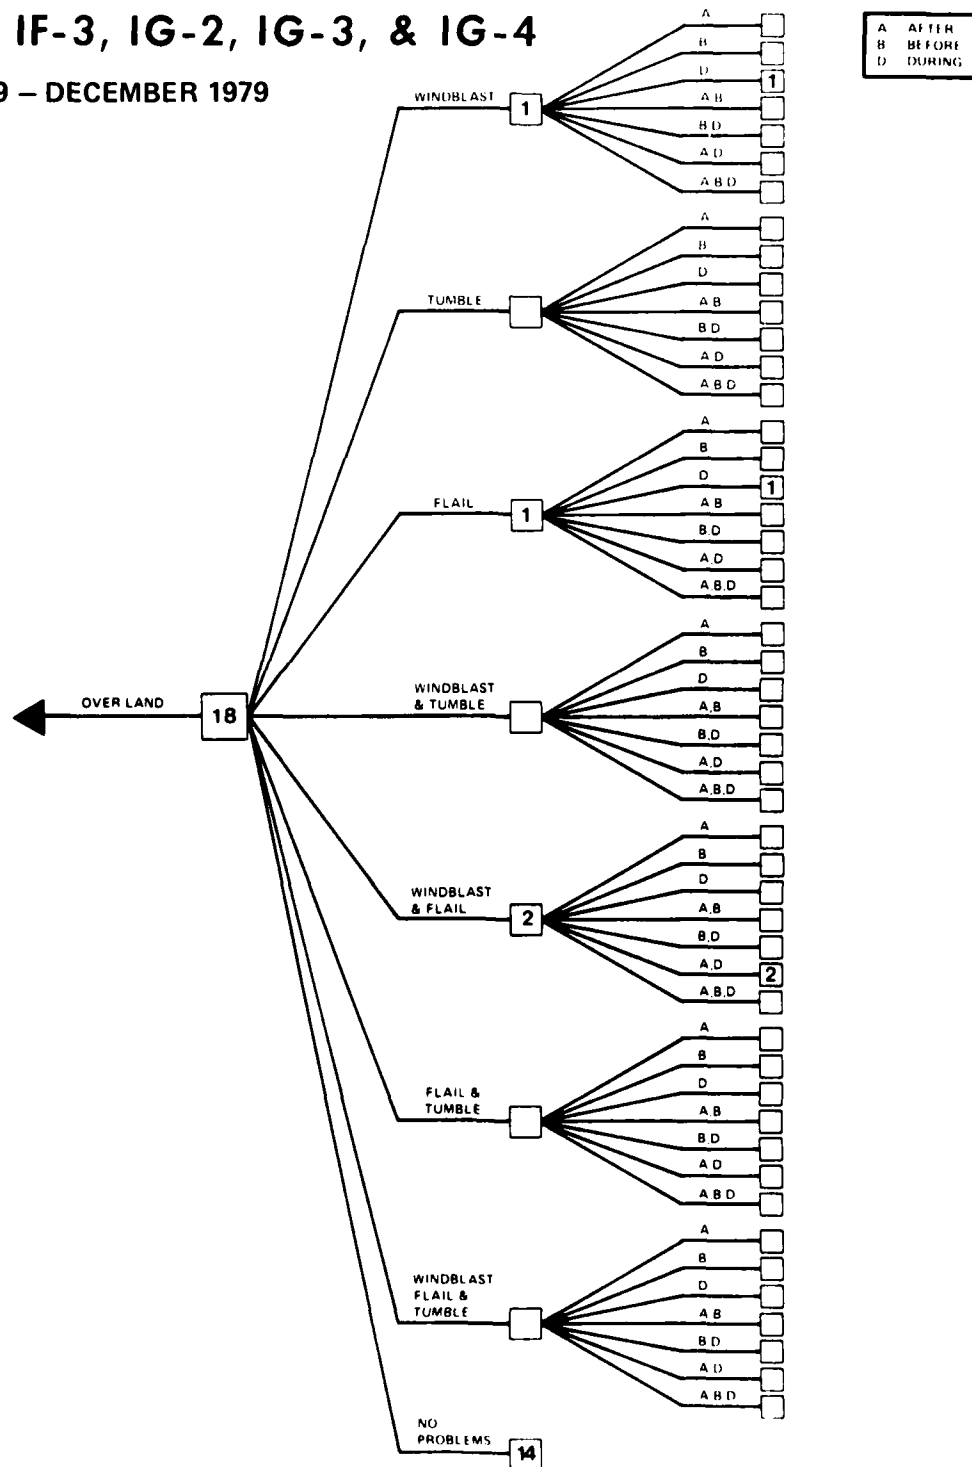 IF-3, IG-2, IG-3, & IG-4
9 – DECEMBER 1979
A AFTER
B BEFORE
D DURING
OVER LAND
18
WINDBLAST
1
A
B
D
1
A B
B D
A D
A B D
TUMBLE
A
B
D
A B
B D
A D
A B D
FLAIL
1
A
B
D
1
A B
B,D
A,D
A,B,D
WINDBLAST
& TUMBLE
A
B
D
A,B
B,D
A,D
A,B,D
WINDBLAST
& FLAIL
2
A
B
D
A,B
B,D
A,D
2
A,B,D
FLAIL &
TUMBLE
A
B
D
A,B
B,D
A D
A B D
WINDBLAST
FLAIL &
TUMBLE
A
B
D
A B
B D
A D
A B D
NO
PROBLEMS
14